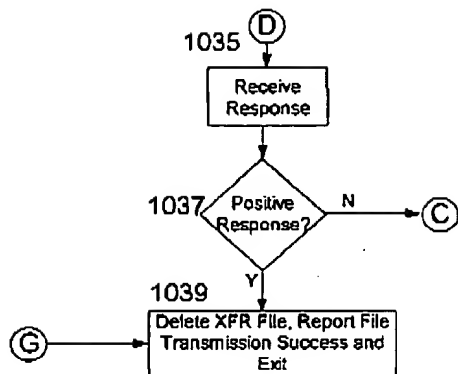 D
1035
Receive
Response
1037
Positive
Response?
N
C
Y
1039
Delete XFR File, Report File
Transmission Success and
Exit
G